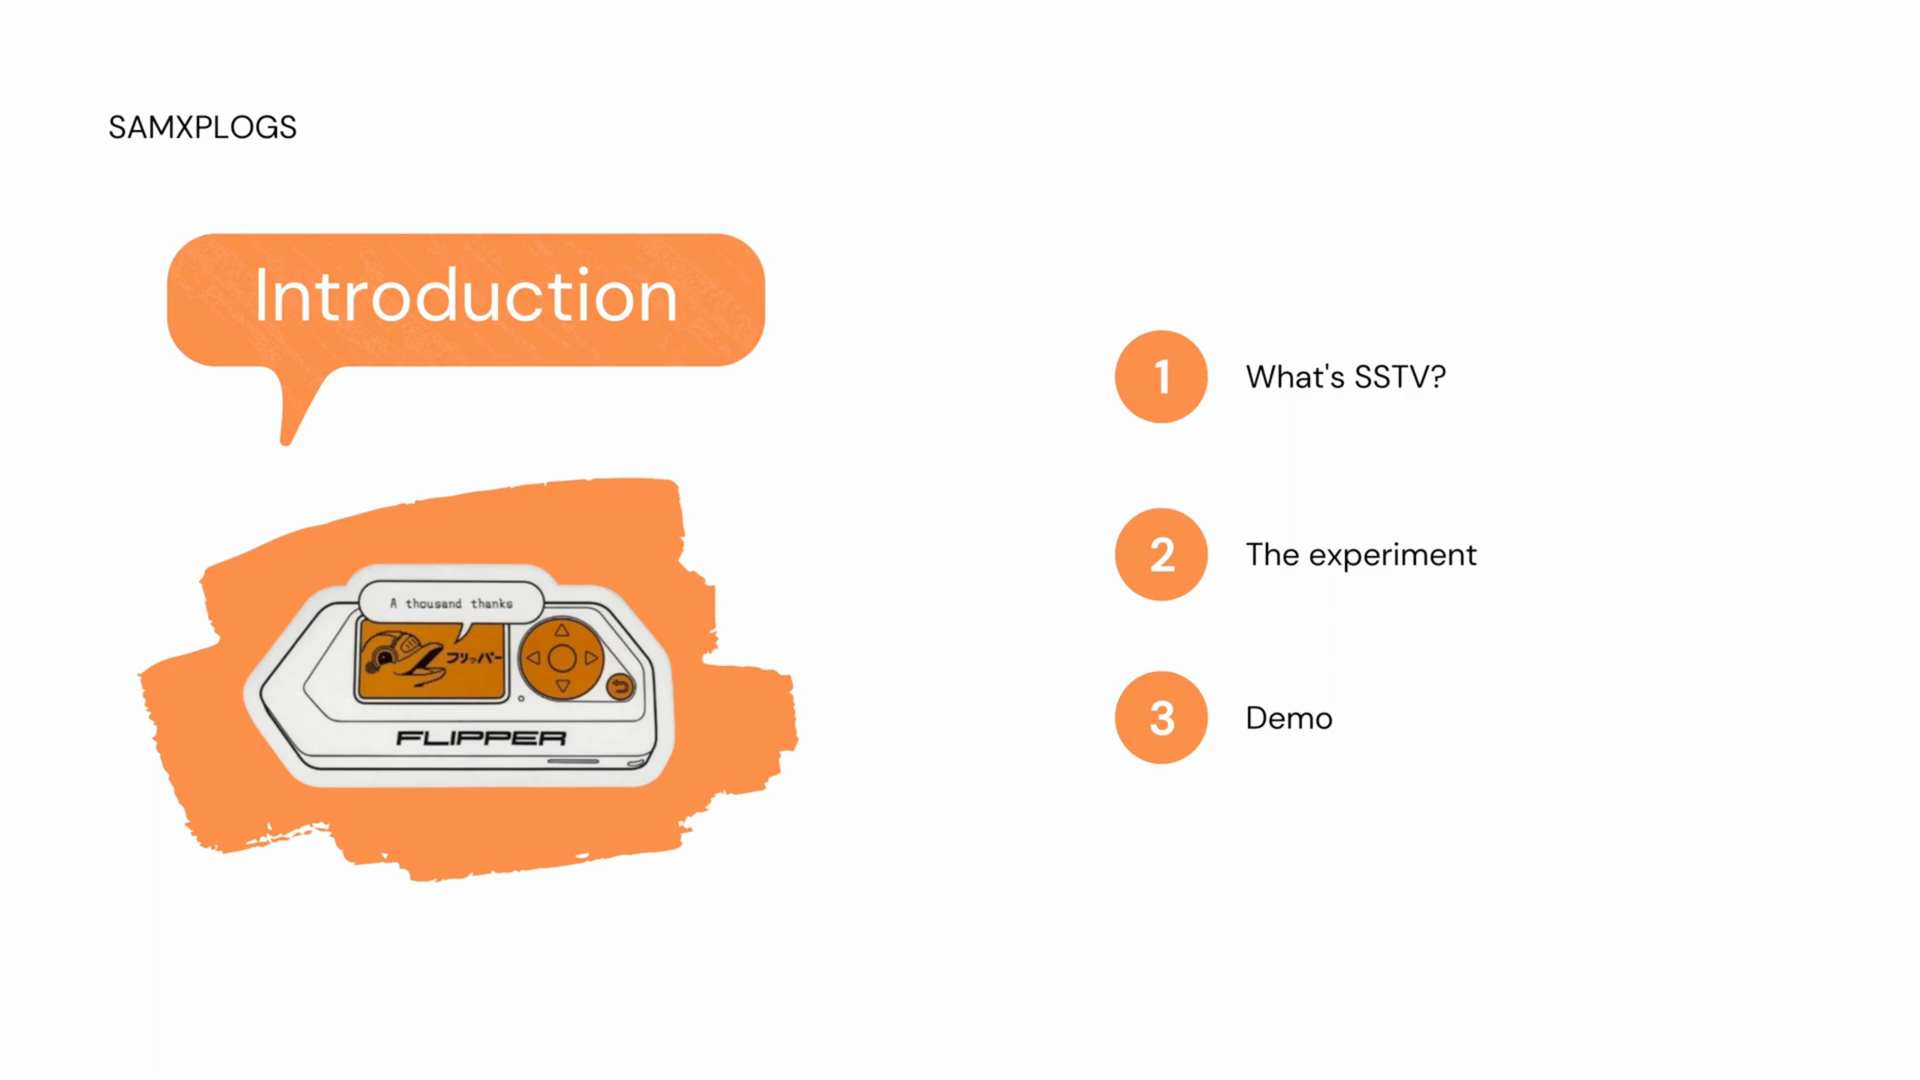 SAMXPLOGS
Introduction
A thousand thanks
フリッパー
FLIPPER
1 What's SSTV?
2 The experiment
3 Demo